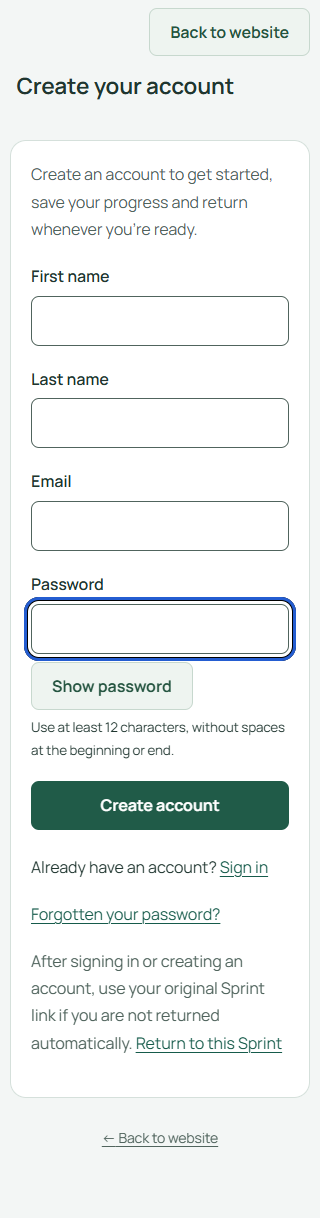 Back to website
Create your account
Create an account to get started,
save your progress and return
whenever you're ready.
First name
Last name
Email
Password
Show password
Use at least 12 characters, without spaces
at the beginning or end.
Create account
Already have an account? Sign in
Forgotten your password?
After signing in or creating an
account, use your original Sprint
link if you are not returned
automatically. Return to this Sprint
← Back to website